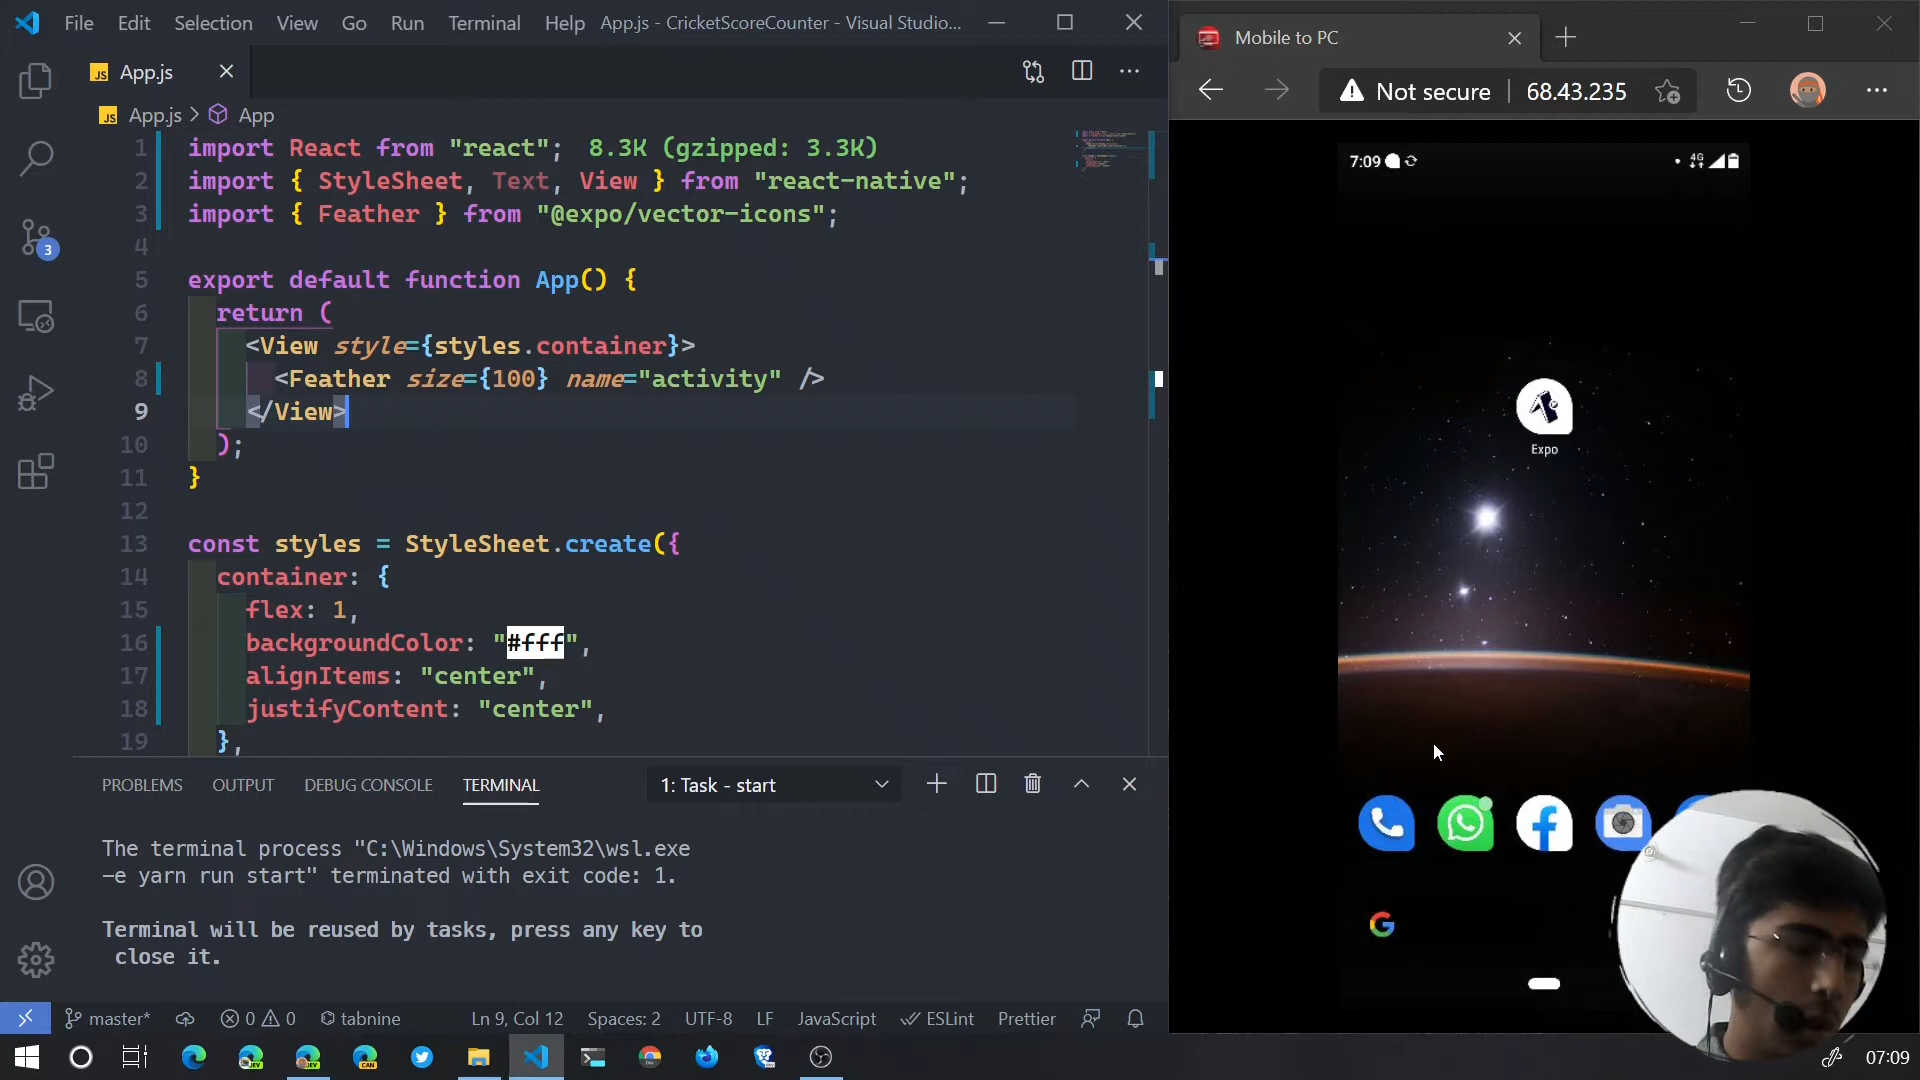 File Edit Selection View Go Run Terminal Help App.js - CricketScoreCounter - Visual Studio...
JS App.js
JS App.js > App
1 import React from "react"; 8.3K (gzipped: 3.3K)
2 import { StyleSheet, Text, View } from "react-native";
3 import { Feather } from "@expo/vector-icons";
4
5 export default function App() {
6 return (
7 <View style={styles.container}>
8 <Feather size={100} name="activity" />
9 </View>
10 );
11 }
12
13 const styles = StyleSheet.create({
14 container: {
15 flex: 1,
16 backgroundColor: "#fff",
17 alignItems: "center",
18 justifyContent: "center",
19 },
3
PROBLEMS OUTPUT DEBUG CONSOLE TERMINAL 1: Task - start
The terminal process "C:\Windows\System32\wsl.exe
-e yarn run start" terminated with exit code: 1.
Terminal will be reused by tasks, press any key to
close it.
master* 0 0 tabnine Ln 9, Col 12 Spaces: 2 UTF-8 LF JavaScript ESLint Prettier
Mobile to PC
Not secure 68.43.235
7:09 4G
Expo
DEV CAN
07:09